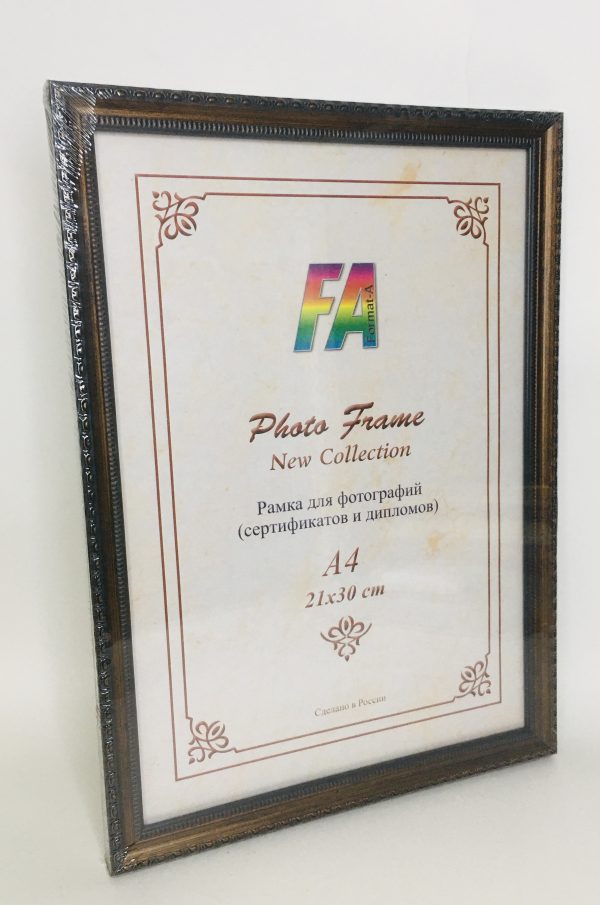 FA
Format-A
Photo Frame
New Collection
Рамка для фотографий
(сертификатов и дипломов)
A4
21x30 cm
Сделано в России